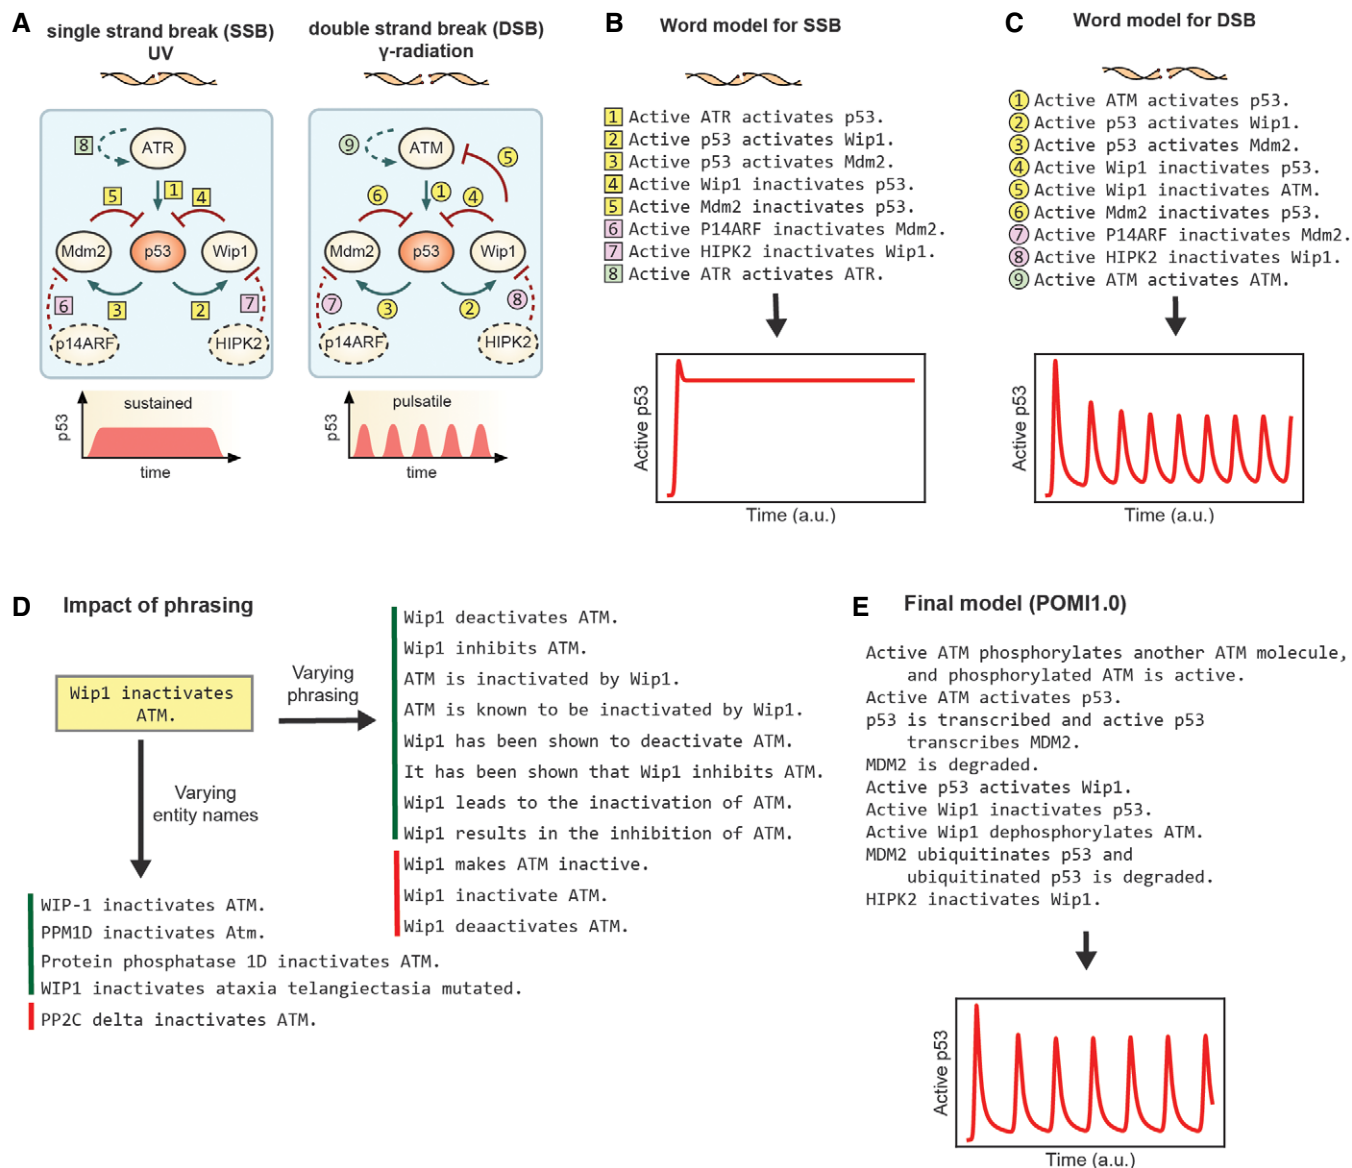 A
single strand break (SSB)
UV
double strand break (DSB)
γ-radiation
8
ATR
1
5
4
Mdm2
p53
Wip1
6
3
2
7
p14ARF
HIPK2
9
ATM
5
6
1
4
Mdm2
p53
Wip1
7
3
2
8
p14ARF
HIPK2
p53
sustained
time
p53
pulsatile
time
B
Word model for SSB
1 Active ATR activates p53.
2 Active p53 activates Wip1.
3 Active p53 activates Mdm2.
4 Active Wip1 inactivates p53.
5 Active Mdm2 inactivates p53.
6 Active P14ARF inactivates Mdm2.
7 Active HIPK2 inactivates Wip1.
8 Active ATR activates ATR.
Active p53
Time (a.u.)
C
Word model for DSB
1 Active ATM activates p53.
2 Active p53 activates Wip1.
3 Active p53 activates Mdm2.
4 Active Wip1 inactivates p53.
5 Active Wip1 inactivates ATM.
6 Active Mdm2 inactivates p53.
7 Active P14ARF inactivates Mdm2.
8 Active HIPK2 inactivates Wip1.
9 Active ATM activates ATM.
Active p53
Time (a.u.)
D
Impact of phrasing
Wip1 inactivates
ATM.
Varying
phrasing
Varying
entity names
Wip1 deactivates ATM.
Wip1 inhibits ATM.
ATM is inactivated by Wip1.
ATM is known to be inactivated by Wip1.
Wip1 has been shown to deactivate ATM.
It has been shown that Wip1 inhibits ATM.
Wip1 leads to the inactivation of ATM.
Wip1 results in the inhibition of ATM.
Wip1 makes ATM inactive.
Wip1 inactivate ATM.
Wip1 deaactivates ATM.
WIP-1 inactivates ATM.
PPM1D inactivates Atm.
Protein phosphatase 1D inactivates ATM.
WIP1 inactivates ataxia telangiectasia mutated.
PP2C delta inactivates ATM.
E
Final model (POMI1.0)
Active ATM phosphorylates another ATM molecule,
and phosphorylated ATM is active.
Active ATM activates p53.
p53 is transcribed and active p53
transcribes MDM2.
MDM2 is degraded.
Active p53 activates Wip1.
Active Wip1 inactivates p53.
Active Wip1 dephosphorylates ATM.
MDM2 ubiquitinates p53 and
ubiquitinated p53 is degraded.
HIPK2 inactivates Wip1.
Active p53
Time (a.u.)